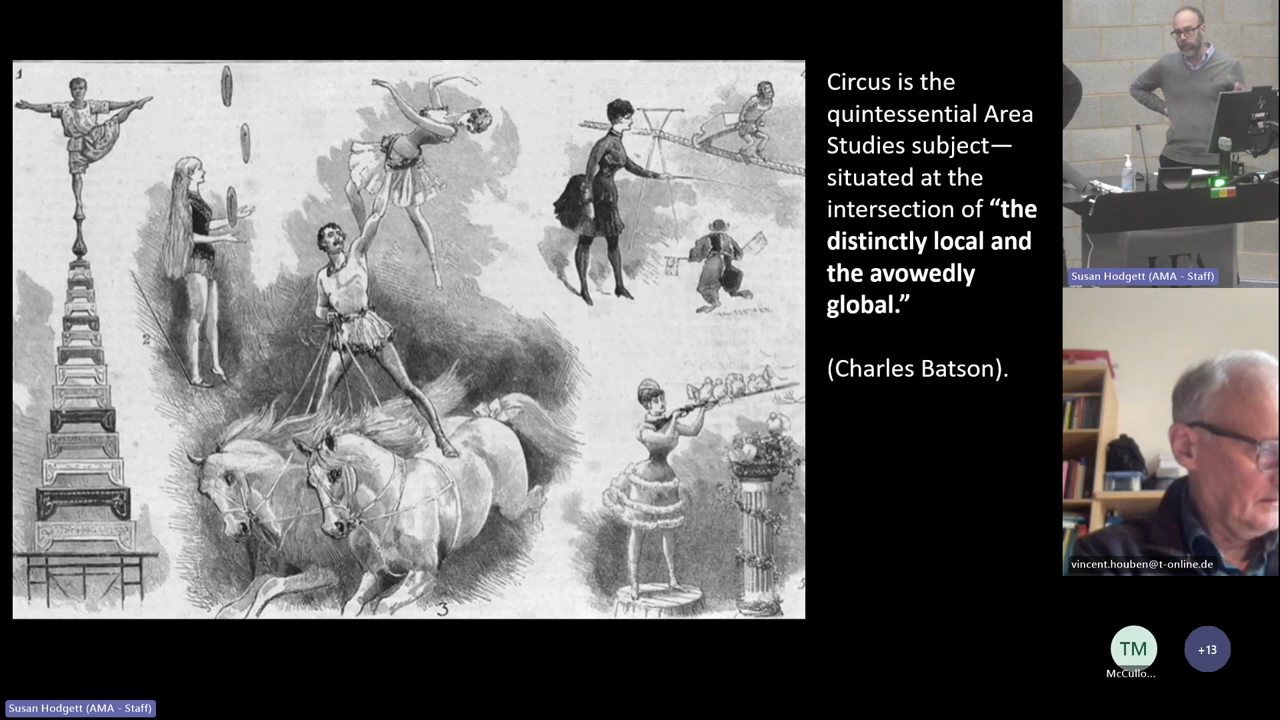 Circus is the
quintessential Area
Studies subject—
situated at the
intersection of “the
distinctly local and
the avowedly
global.”
(Charles Batson).
1
2
3
Susan Hodgett (AMA - Staff)
vincent.houben@t-online.de
TM
McCullo...
+13
Susan Hodgett (AMA - Staff)